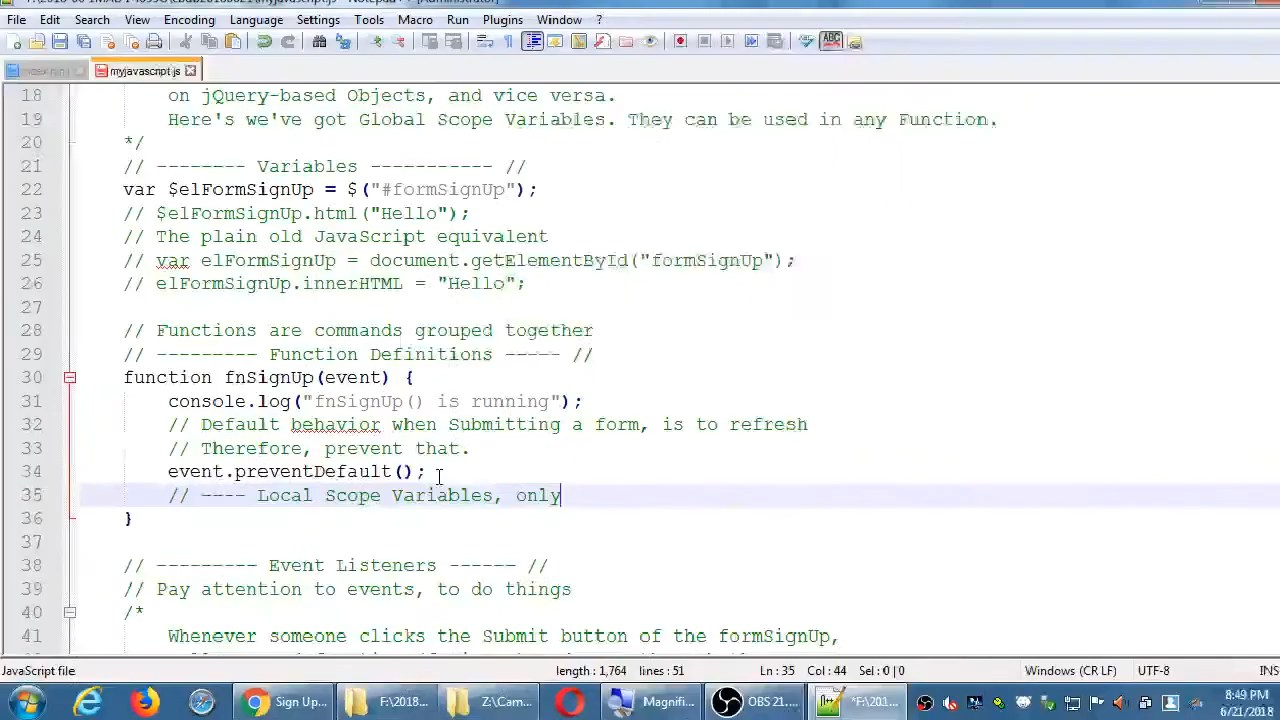 File Edit Search View Encoding Language Settings Tools Macro Run Plugins Window ?
myjavascript.js
18 on jQuery-based Objects, and vice versa.
19 Here's we've got Global Scope Variables. They can be used in any Function.
20 */
21 // -------- Variables ----------- //
22 var $elFormSignUp = $("#formSignUp");
23 // $elFormSignUp.html("Hello");
24 // The plain old JavaScript equivalent
25 // var elFormSignUp = document.getElementById("formSignUp");
26 // elFormSignUp.innerHTML = "Hello";
27
28 // Functions are commands grouped together
29 // --------- Function Definitions ----- //
30 function fnSignUp(event) {
31 console.log("fnSignUp() is running");
32 // Default behavior when Submitting a form, is to refresh
33 // Therefore, prevent that.
34 event.preventDefault();
35 // ---- Local Scope Variables, only
36 }
37
38 // --------- Event Listeners ------ //
39 // Pay attention to events, to do things
40 /*
41 Whenever someone clicks the Submit button of the formSignUp,
JavaScript file length : 1,764 lines : 51 Ln : 35 Col : 44 Sel : 0 | 0 Windows (CR LF) UTF-8 INS
Sign Up... F:\2018... Z:\Cam... Magnifi... OBS 21.... *F:\201... 8:49 PM
6/21/2018